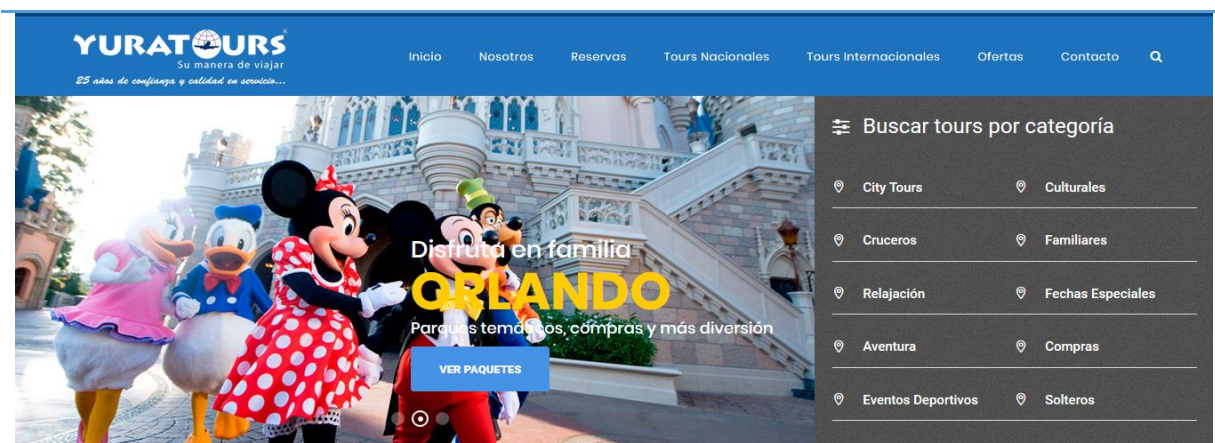 YURATOURS
Su manera de viajar
25 años de confianza y calidad en servicio...
Inicio Nosotros Reservas Tours Nacionales Tours Internacionales Ofertas Contacto
Disfruta en familia
ORLANDO
Parques temáticos, compras y más diversión
VER PAQUETES
Buscar tours por categoría
City Tours Culturales
Cruceros Familiares
Relajación Fechas Especiales
Aventura Compras
Eventos Deportivos Solteros